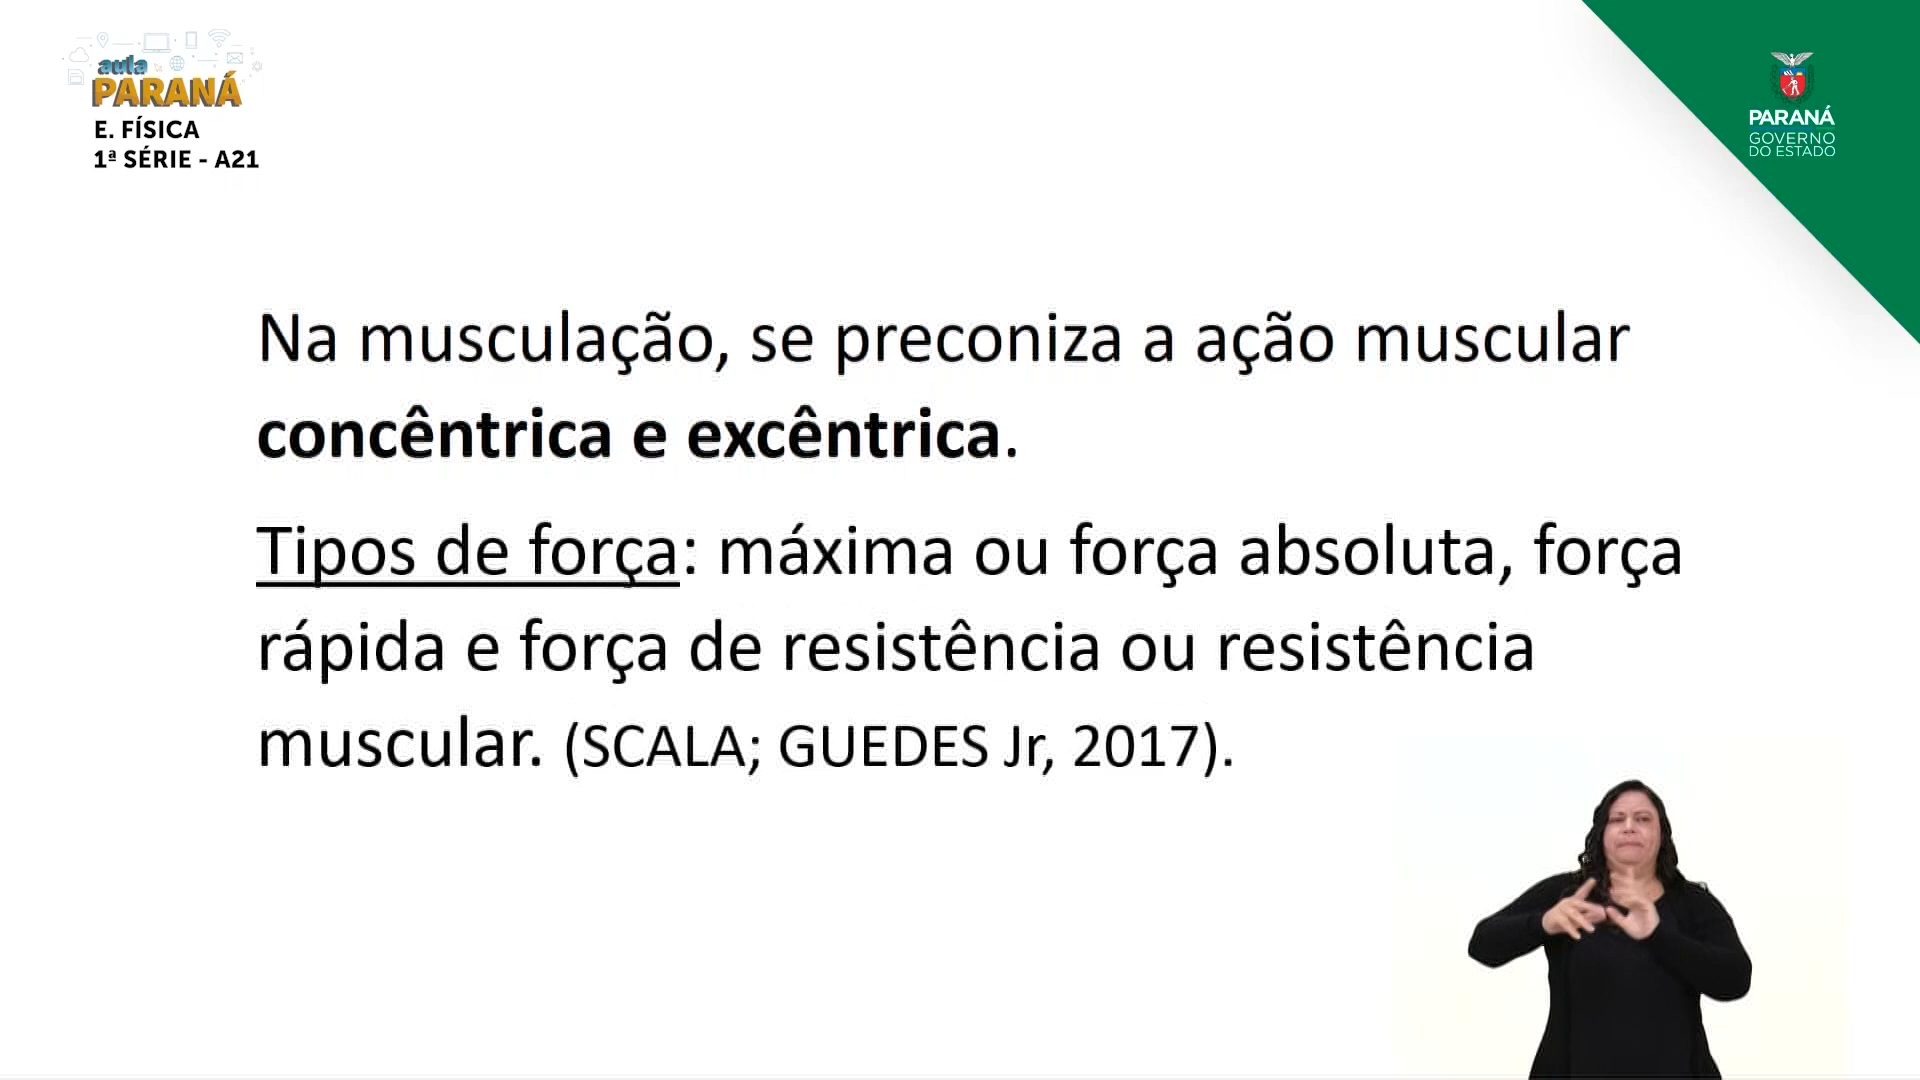 aula
PARANÁ
E. FÍSICA
1ª SÉRIE - A21
PARANÁ
GOVERNO
DO ESTADO
Na musculação, se preconiza a ação muscular
concêntrica e excêntrica.
Tipos de força: máxima ou força absoluta, força
rápida e força de resistência ou resistência
muscular. (SCALA; GUEDES Jr, 2017).